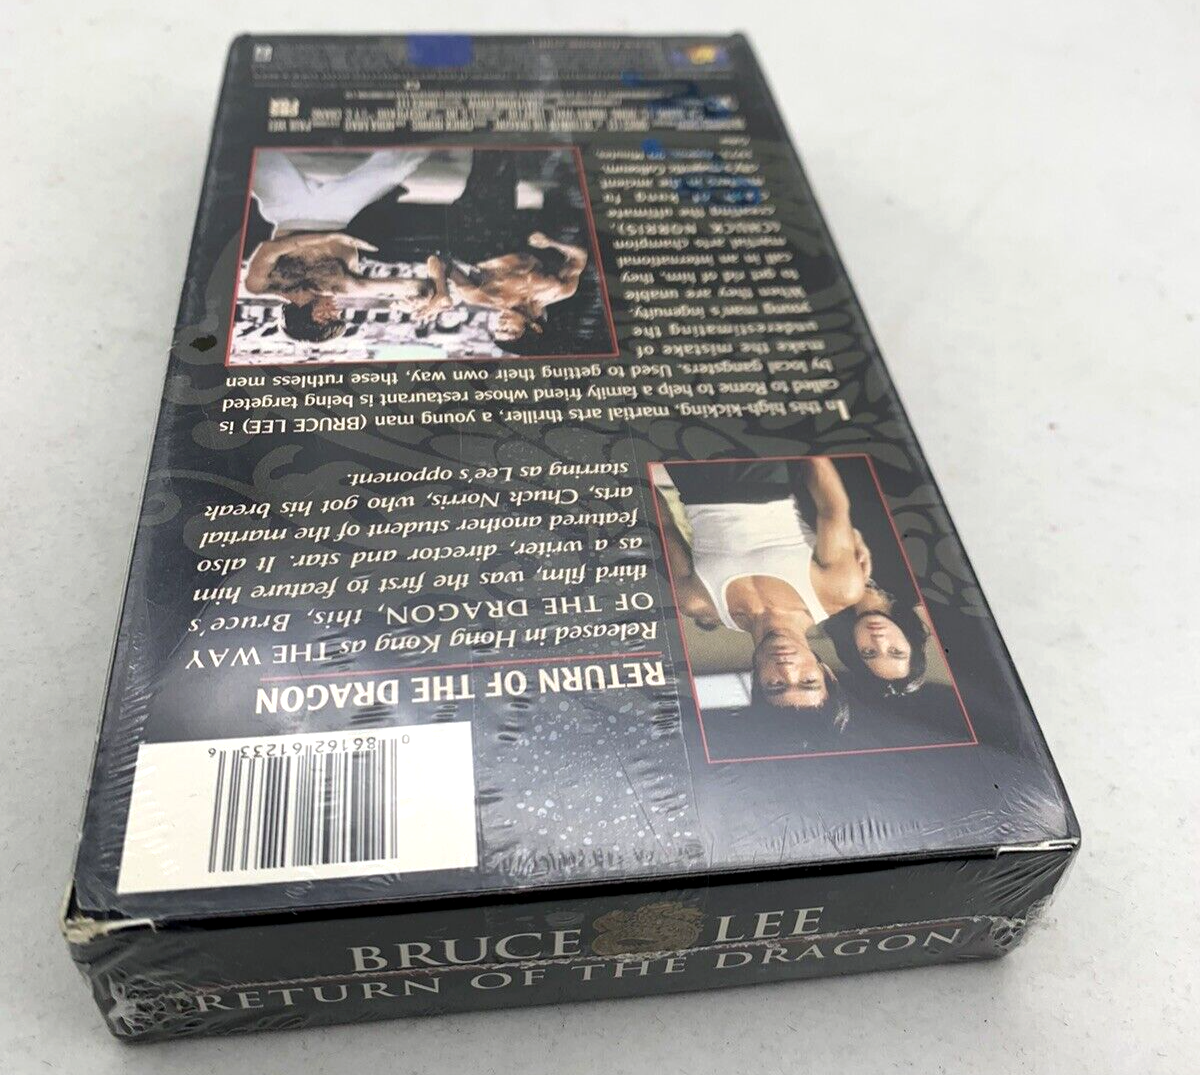 RETURN OF THE DRAGON
Released in Hong Kong as THE WAY
OF THE DRAGON, this, Bruce's
third film, was the first to feature him
as a writer, director and star. It also
featured another student of the martial
arts, Chuck Norris, who got his break
starring as Lee's opponent.
In this high-kicking, martial arts thriller, a young man (BRUCE LEE) is
called to Rome to help a family friend whose restaurant is being targeted
by local gangsters. Used to getting their own way, these ruthless men
make the mistake of
underestimating the
young man's ingenuity.
When they are unable
to get rid of him, they
call in an international
martial arts champion
(CHUCK NORRIS),
creating the ultimate
kung fu
in the ancient
Coliseum.
0 86162 61233 6
BRUCE LEE
RETURN OF THE DRAGON